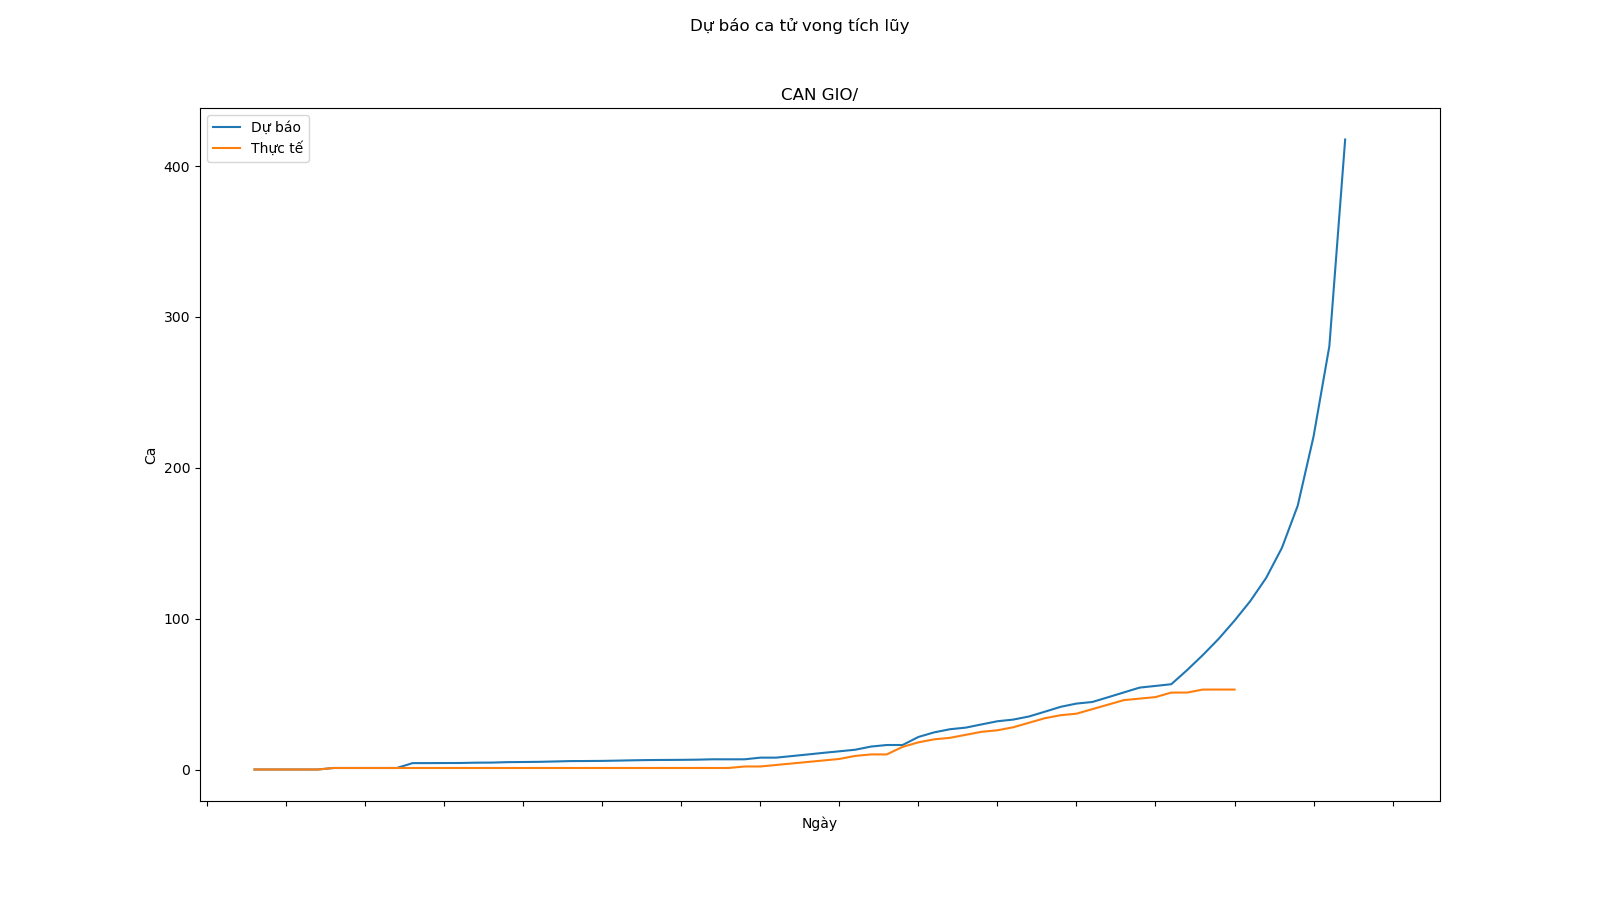 Dự báo ca tử vong tích lũy
CAN GIO/
Dự báo
Thực tế
400
300
200
100
0
Ca
Ngày